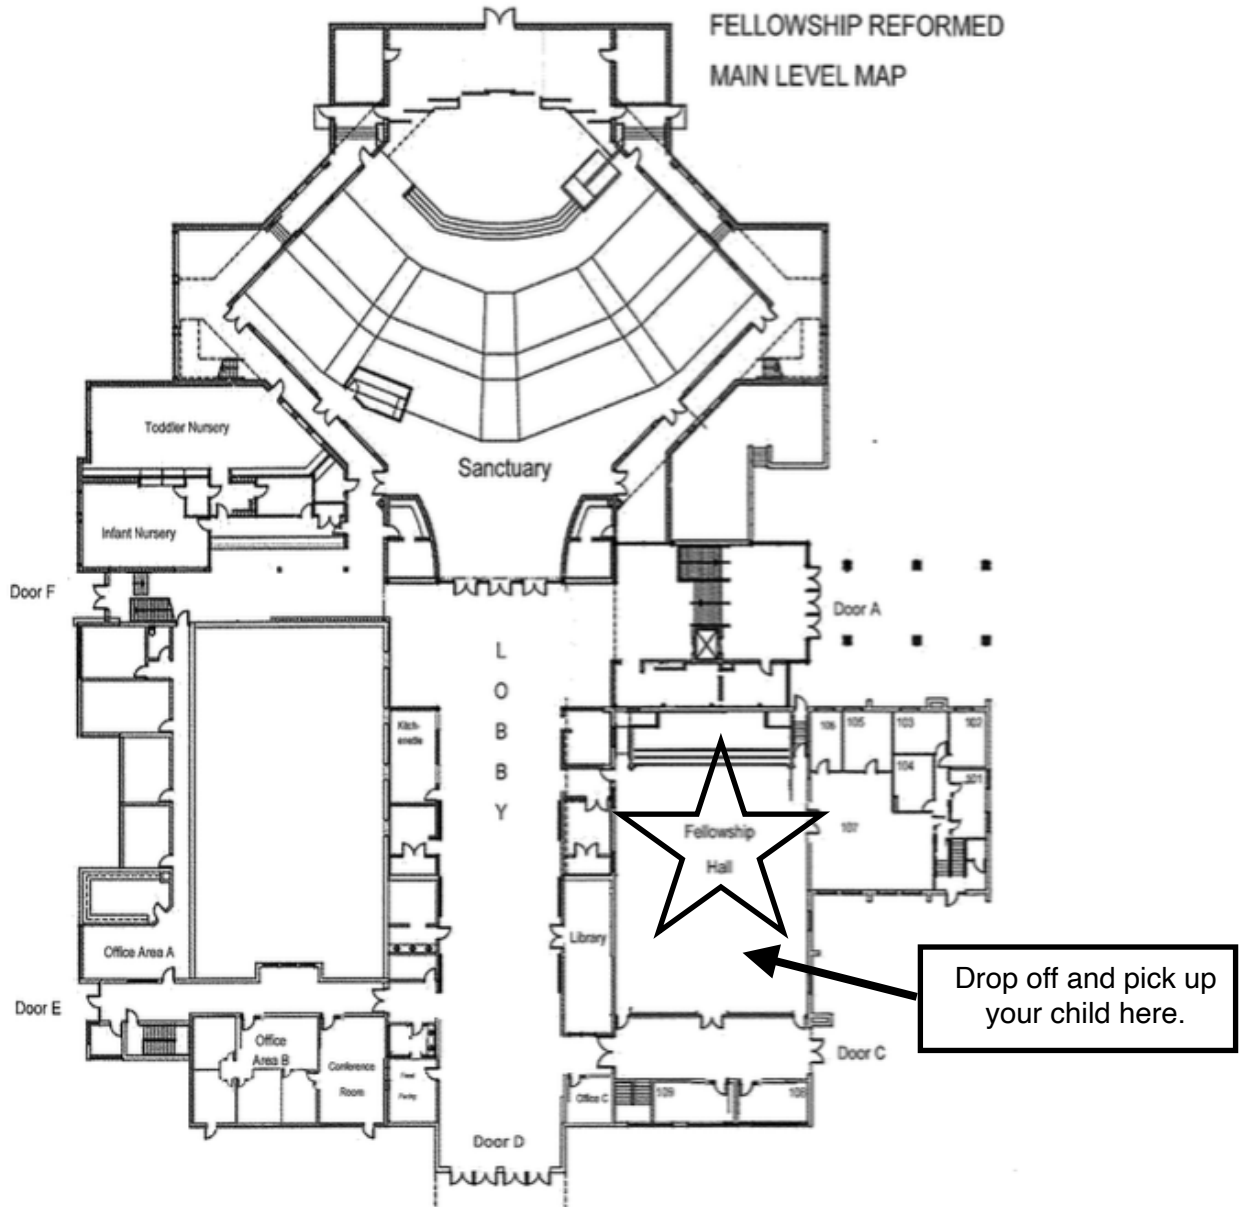 FELLOWSHIP REFORMED
MAIN LEVEL MAP
Toddler Nursery
Sanctuary
Infant Nursery
Door F
Door A
L
O
B
B
Y
Kitch-
enette
106
105
103
102
104
101
107
Fellowship
Hall
Library
Office Area A
Drop off and pick up
your child here.
Door E
Office
Area B
Conference
Room
Door C
Office C
109
108
Door D